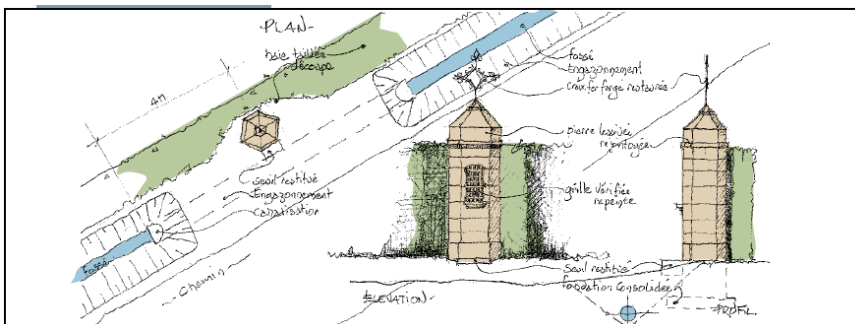 PLAN-
haie taillée
découpe
4m
Seuil restitué
Engazonnement
canalisation
Fossé
Chemin
fossé
Engazonnement
Croix fer forgé restaurée
pierre lessivée
rejointoyée
grille vérifiée
repeinte
Seuil restitué
fondation consolidée
ELEVATION-
PROFIL.